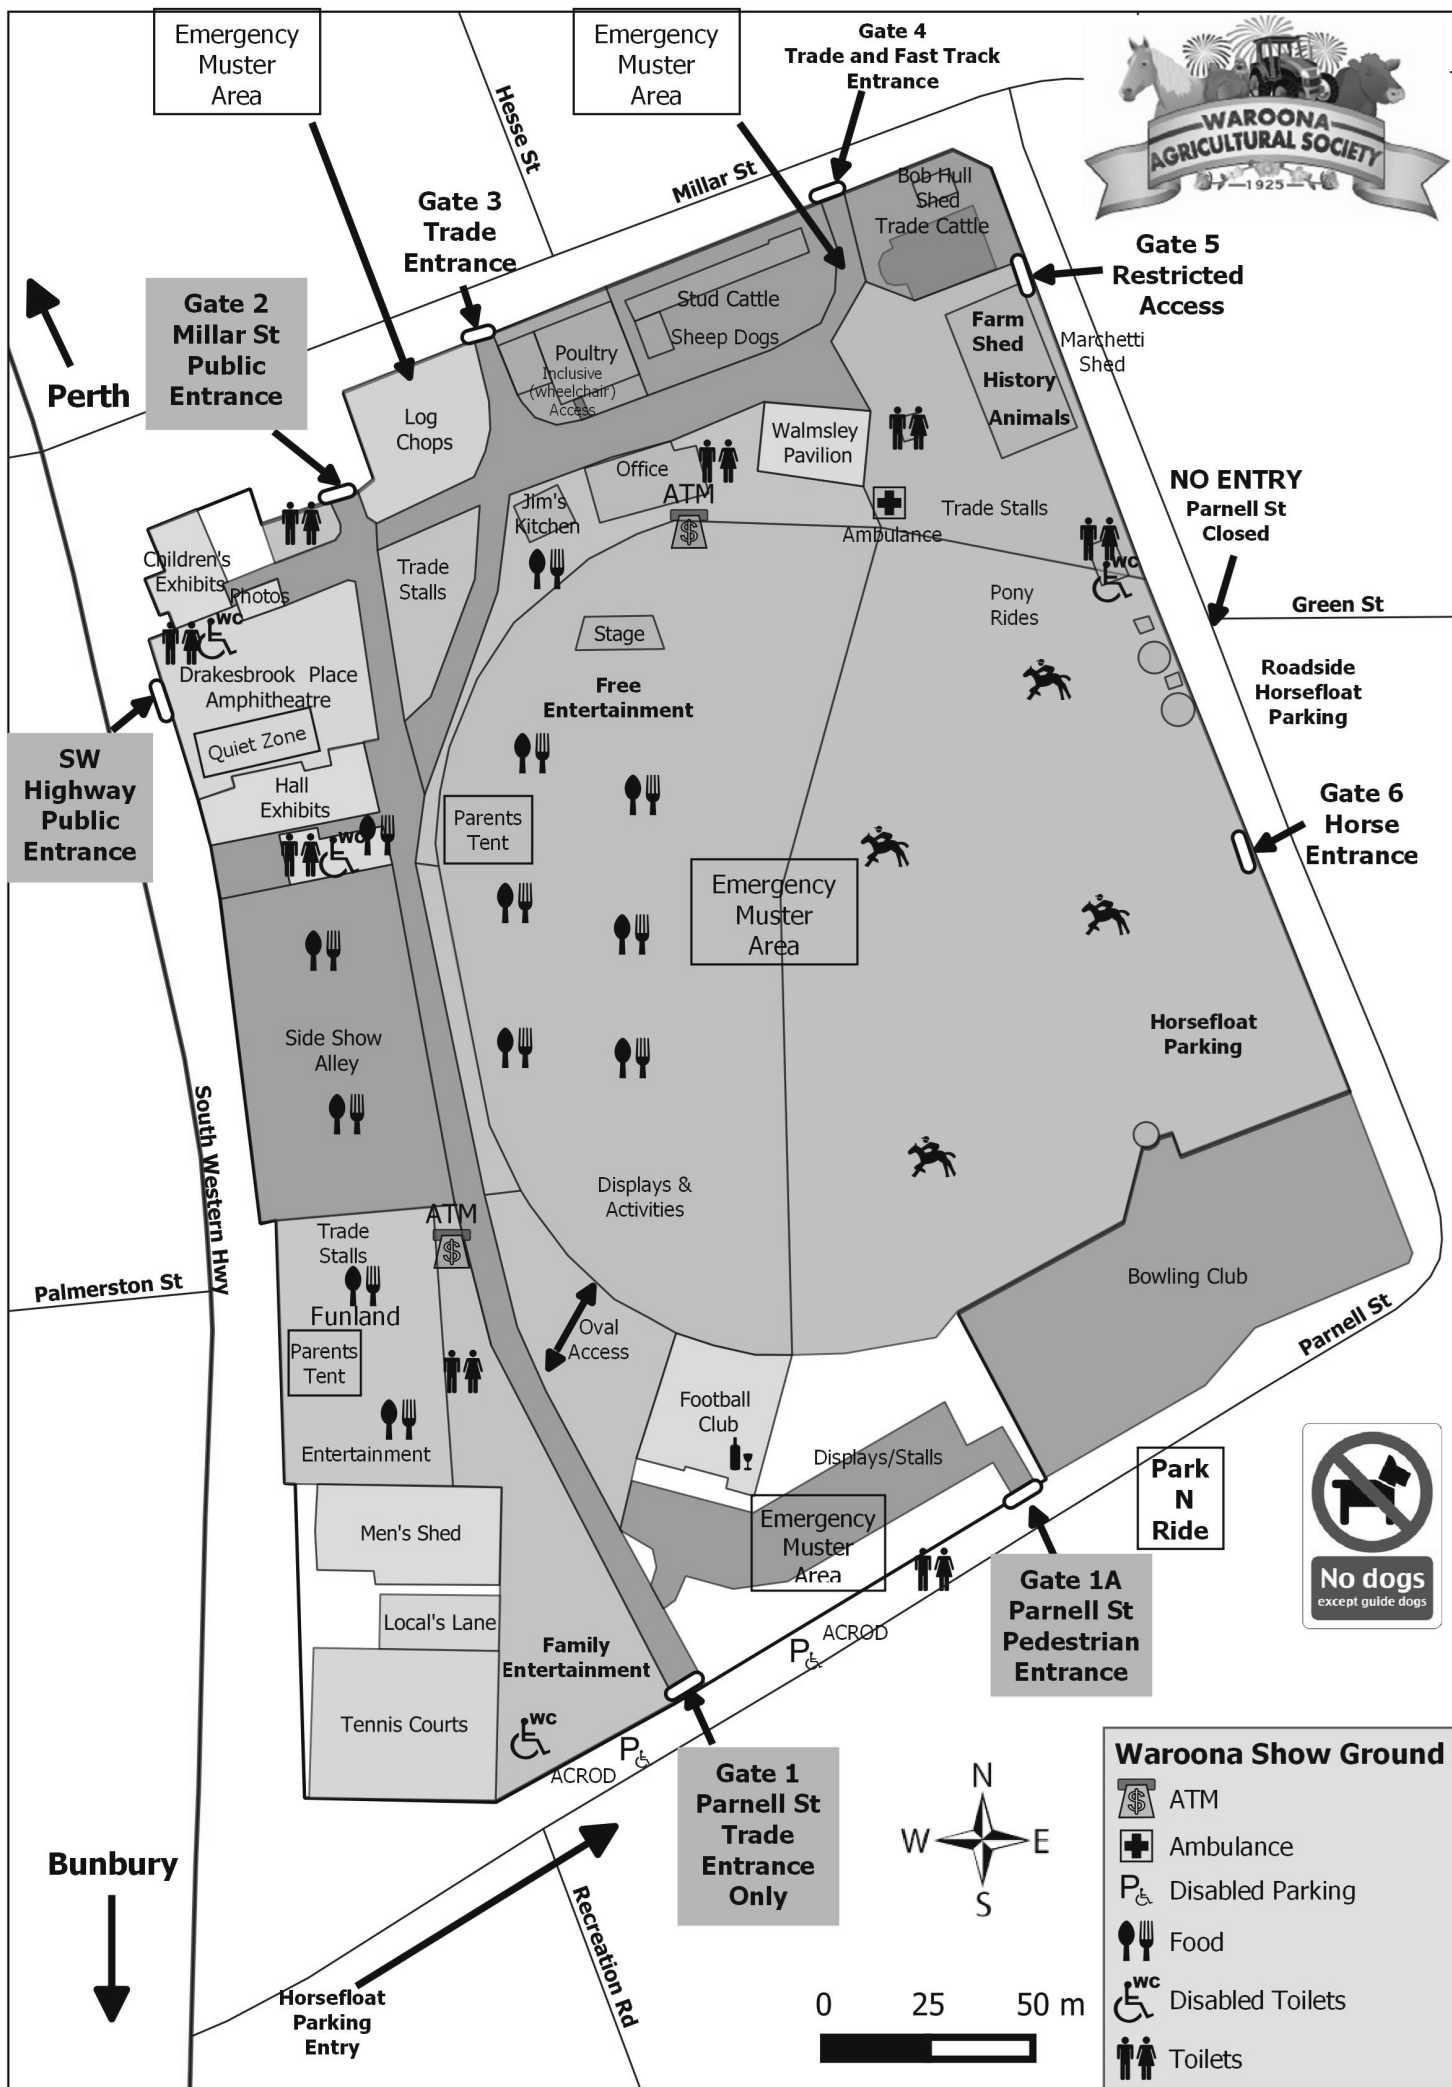 Emergency
Muster
Area
Emergency
Muster
Area
Gate 4
Trade and Fast Track
Entrance
WAROONA
AGRICULTURAL SOCIETY
1925
Hesse St
Millar St
Bob Hull
Shed
Trade Cattle
Gate 3
Trade
Entrance
Gate 5
Restricted
Access
Gate 2
Millar St
Public
Entrance
Perth
Stud Cattle
Sheep Dogs
Poultry
Inclusive
(wheelchair)
Access
Farm
Shed
History
Animals
Marchetti
Shed
Log
Chops
Walmsley
Pavilion
Office
ATM
Jim's
Kitchen
Ambulance
Trade Stalls
NO ENTRY
Parnell St
Closed
Children's
Exhibits
Photos
Trade
Stalls
WC
Pony
Rides
Green St
WC
Stage
Drakesbrook Place
Amphitheatre
Quiet Zone
Free
Entertainment
Roadside
Horsefloat
Parking
SW
Highway
Public
Entrance
Hall
Exhibits
WC
Parents
Tent
Gate 6
Horse
Entrance
Emergency
Muster
Area
Side Show
Alley
Horsefloat
Parking
South Western Hwy
Displays &
Activities
ATM
Trade
Stalls
Funland
Palmerston St
Parents
Tent
Entertainment
Oval
Access
Bowling Club
Parnell St
Football
Club
Displays/Stalls
Emergency
Muster
Area
Park
N
Ride
No dogs
except guide dogs
Men's Shed
Local's Lane
Tennis Courts
Family
Entertainment
WC
Gate 1A
Parnell St
Pedestrian
Entrance
P
ACROD
P
ACROD
Gate 1
Parnell St
Trade
Entrance
Only
Bunbury
Horsefloat
Parking
Entry
Recreation Rd
N
W E
S
0 25 50 m
Waroona Show Ground
$ ATM
Ambulance
P Disabled Parking
Food
WC Disabled Toilets
Toilets